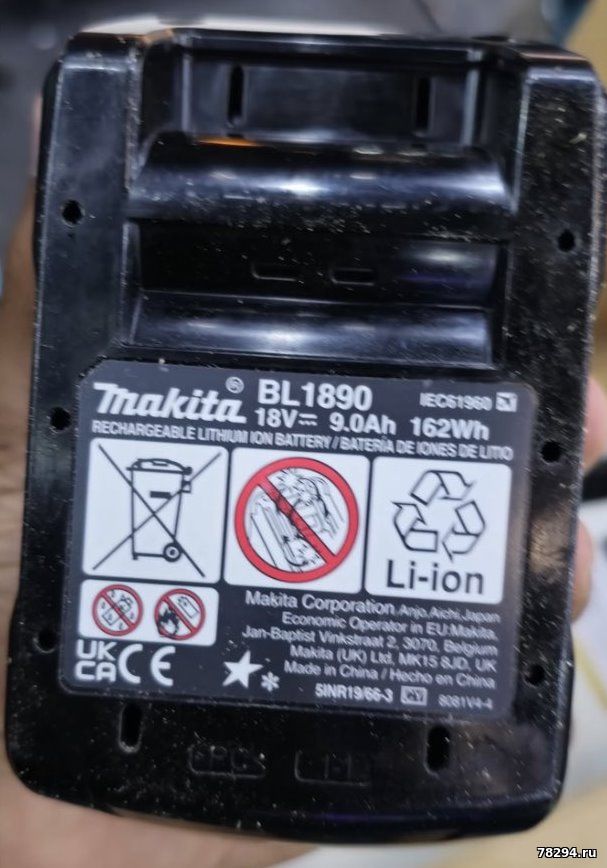 makita® BL1890 IEC61960
18V⎓ 9.0Ah 162Wh
RECHARGEABLE LITHIUM ION BATTERY / BATERÍA DE IONES DE LITIO
Li-ion
Makita Corporation Anjo, Aichi, Japan
Economic Operator in EU: Makita,
Jan-Baptist Vinkstraat 2, 3070, Belgium
Makita (UK) Ltd, MK15 8JD, UK
Made in China / Hecho en China
UK
CA CE
5INR19/66-3 8081V4-4
78294.ru